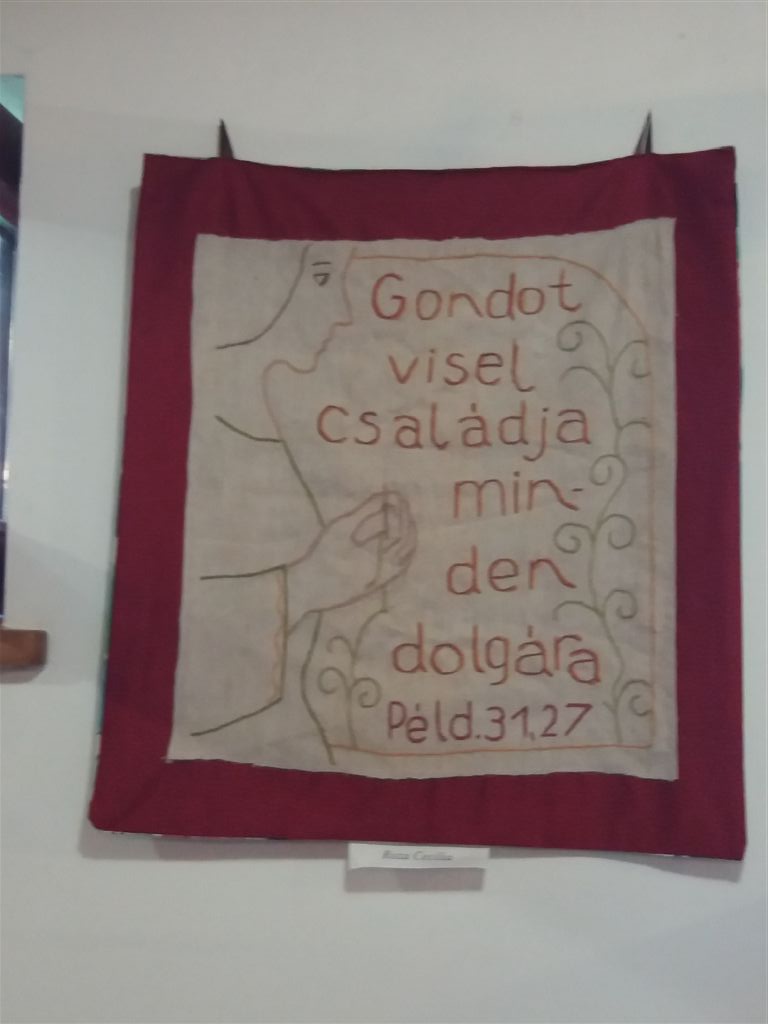 Gondot
visel
családja
min-
den
dolgára
Péld.31,27